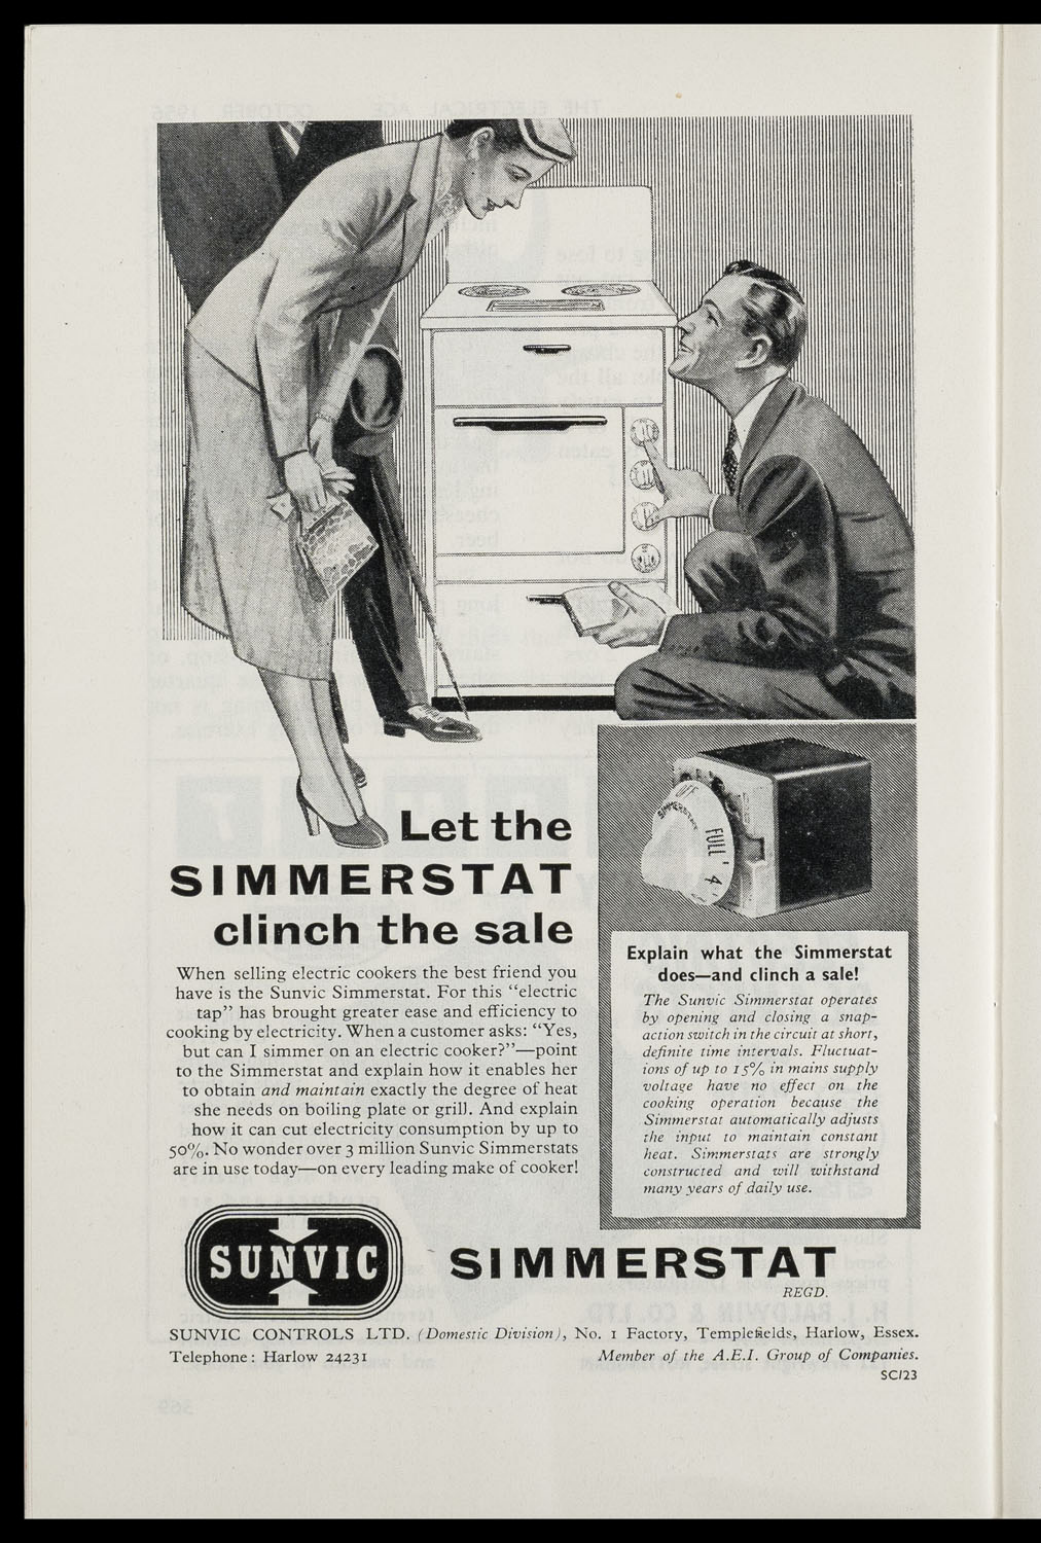 Let the
SIMMERSTAT
clinch the sale
When selling electric cookers the best friend you
have is the Sunvic Simmerstat. For this “electric
tap” has brought greater ease and efficiency to
cooking by electricity. When a customer asks: “Yes,
but can I simmer on an electric cooker?”—point
to the Simmerstat and explain how it enables her
to obtain and maintain exactly the degree of heat
she needs on boiling plate or grill. And explain
how it can cut electricity consumption by up to
50%. No wonder over 3 million Sunvic Simmerstats
are in use today—on every leading make of cooker!
OFF
SIMMERSTAT
FULL 4
Explain what the Simmerstat
does—and clinch a sale!
The Sunvic Simmerstat operates
by opening and closing a snap-
action switch in the circuit at short,
definite time intervals. Fluctuat-
ions of up to 15% in mains supply
voltage have no effect on the
cooking operation because the
Simmerstat automatically adjusts
the input to maintain constant
heat. Simmerstats are strongly
constructed and will withstand
many years of daily use.
SUNVIC
SIMMERSTAT
REGD.
SUNVIC CONTROLS LTD. (Domestic Division), No. 1 Factory, Templefields, Harlow, Essex.
Telephone: Harlow 24231
Member of the A.E.I. Group of Companies.
SC/23